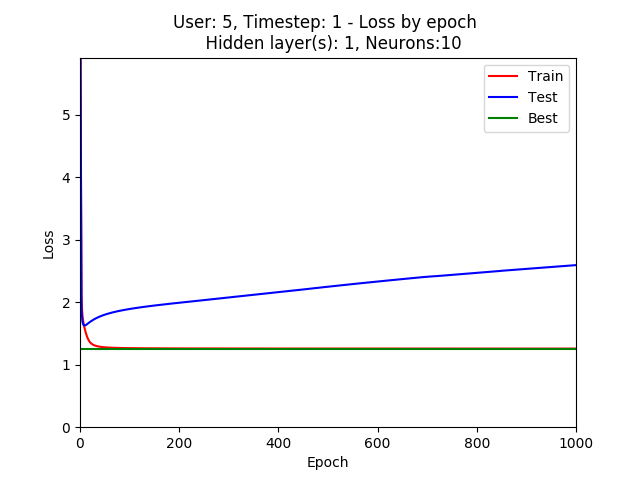 User: 5, Timestep: 1 - Loss by epoch
Hidden layer(s): 1, Neurons:10
Train
Test
Best
5
4
3
2
1
0
Loss
0 200 400 600 800 1000
Epoch